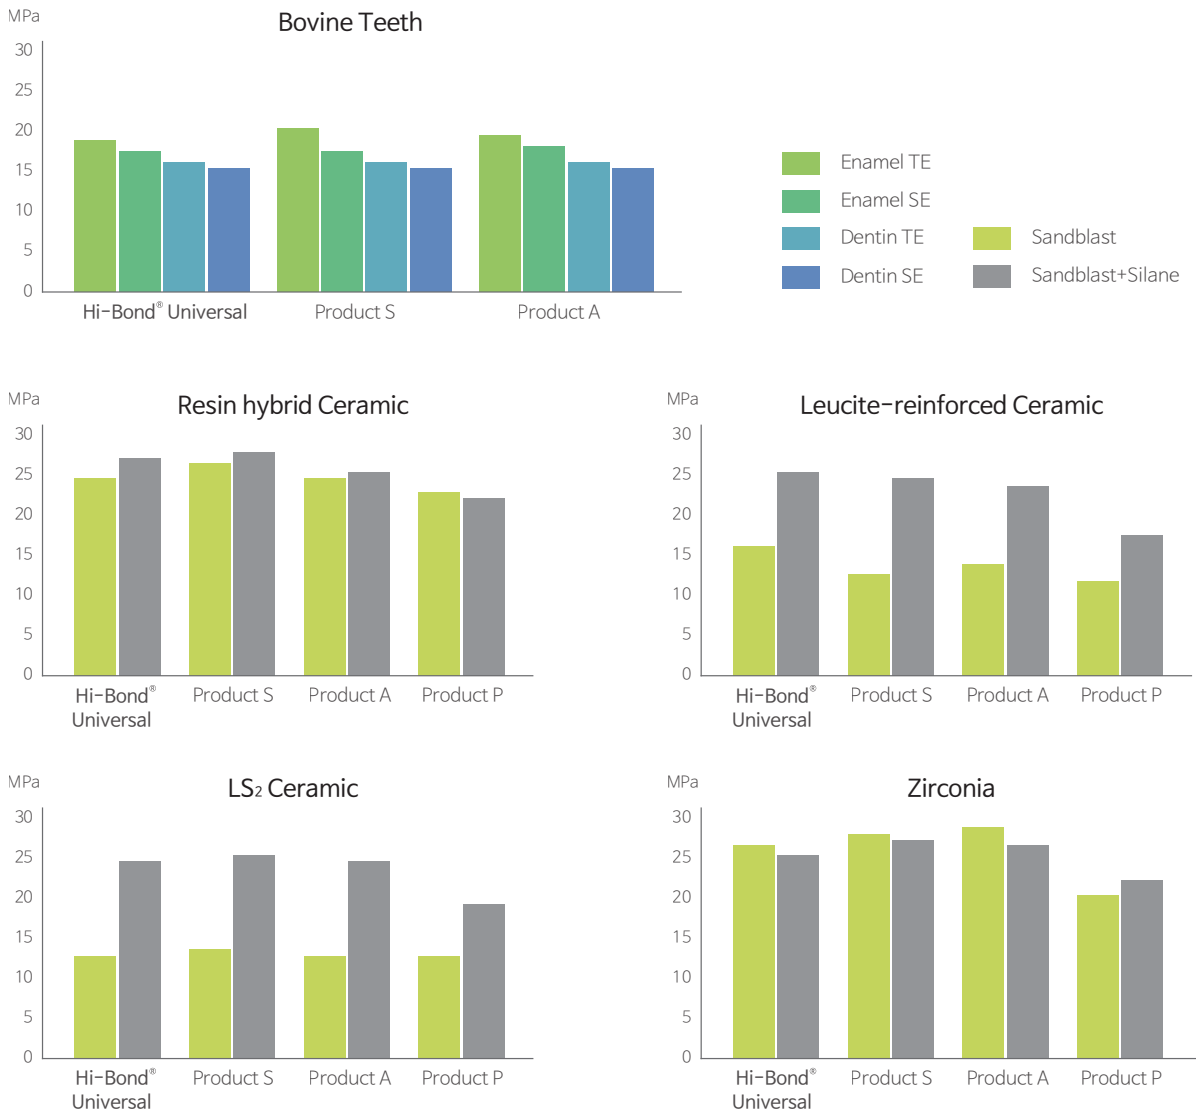 MPa
Bovine Teeth
30
25
20
15
10
5
0
Hi-Bond® Universal
Product S
Product A
Enamel TE
Enamel SE
Dentin TE
Dentin SE
Sandblast
Sandblast+Silane
MPa
Resin hybrid Ceramic
30
25
20
15
10
5
0
Hi-Bond®
Universal
Product S
Product A
Product P
MPa
Leucite-reinforced Ceramic
30
25
20
15
10
5
0
Hi-Bond®
Universal
Product S
Product A
Product P
MPa
LS₂ Ceramic
30
25
20
15
10
5
0
Hi-Bond®
Universal
Product S
Product A
Product P
MPa
Zirconia
30
25
20
15
10
5
0
Hi-Bond®
Universal
Product S
Product A
Product P